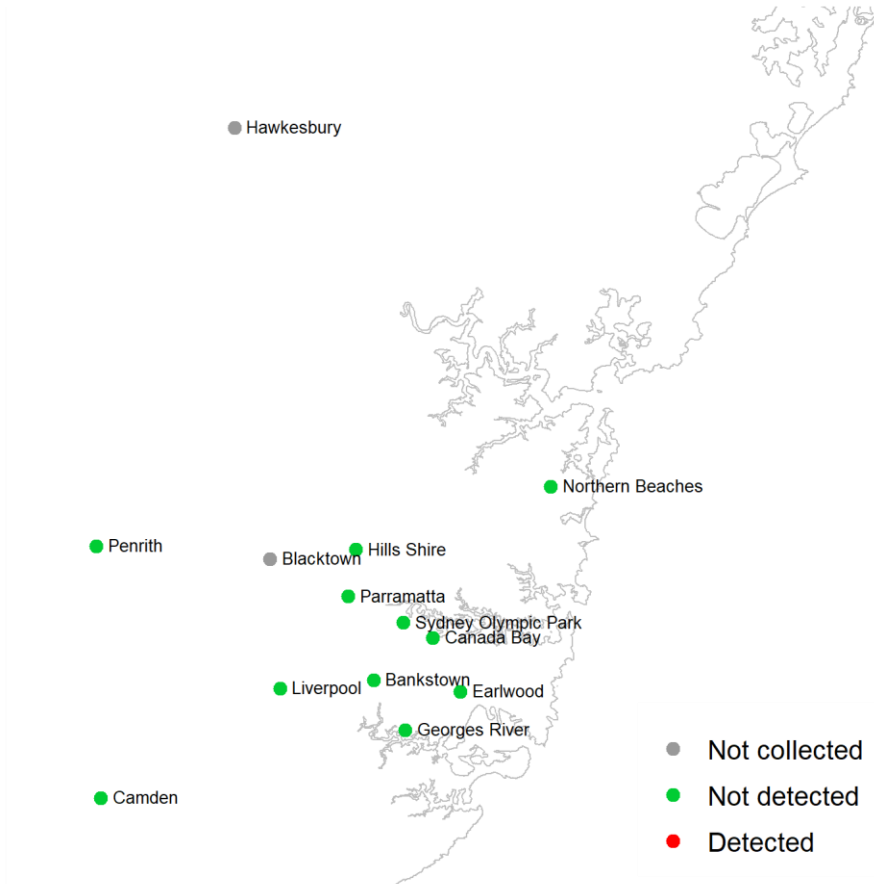 Hawkesbury
Northern Beaches
Penrith
Hills Shire
Blacktown
Parramatta
Sydney Olympic Park
Canada Bay
Bankstown
Liverpool
Earlwood
Georges River
Not collected
Not detected
Camden
Detected